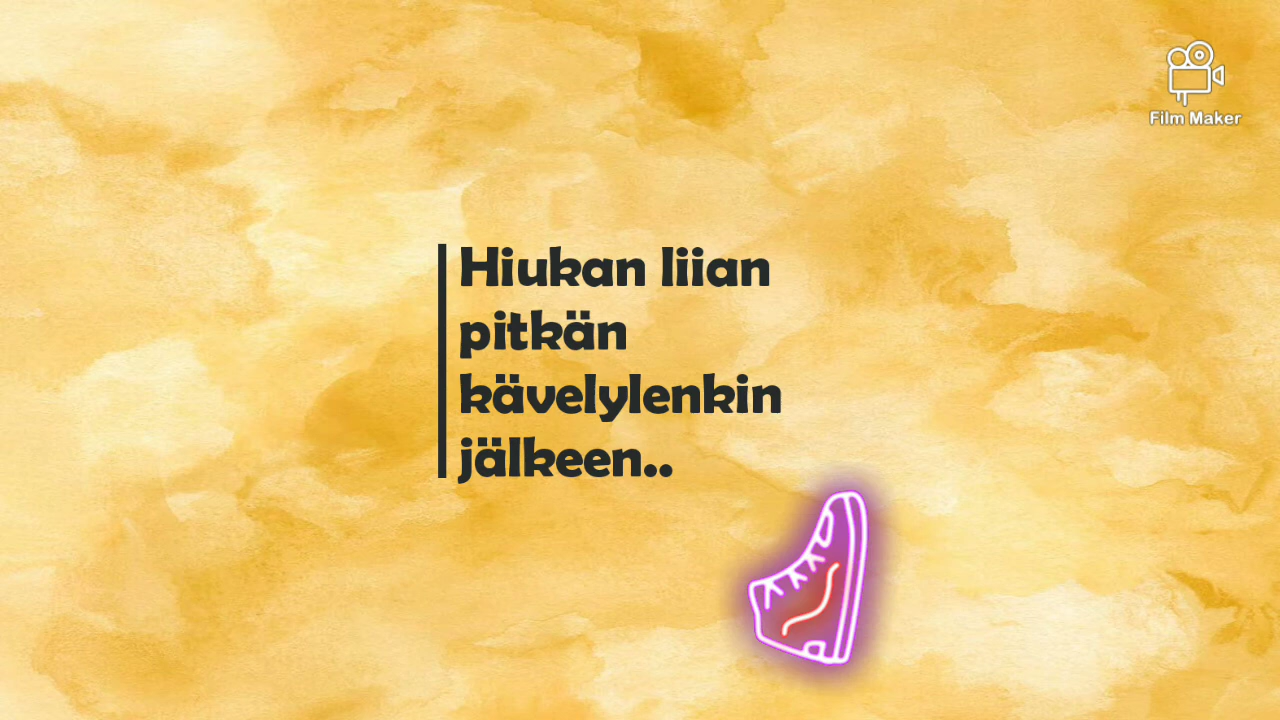 Film Maker
Hiukan liian
pitkän
kävelylenkin
jälkeen..